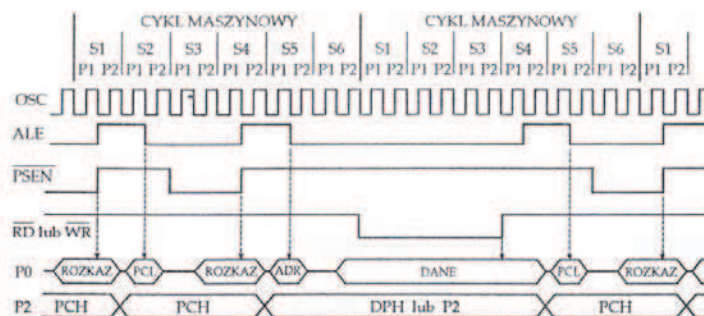 CYKL MASZYNOWY CYKL MASZYNOWY
S1 S2 S3 S4 S5 S6 S1 S2 S3 S4 S5 S6 S1
P1 P2 P1 P2 P1 P2 P1 P2 P1 P2 P1 P2 P1 P2 P1 P2 P1 P2 P1 P2 P1 P2 P1 P2 P1 P2
OSC
ALE
PSEN
RD lub WR
P0 ROZKAZ PCL ROZKAZ ADR DANE PCL ROZKAZ
P2 PCH PCH DPH lub P2 PCH